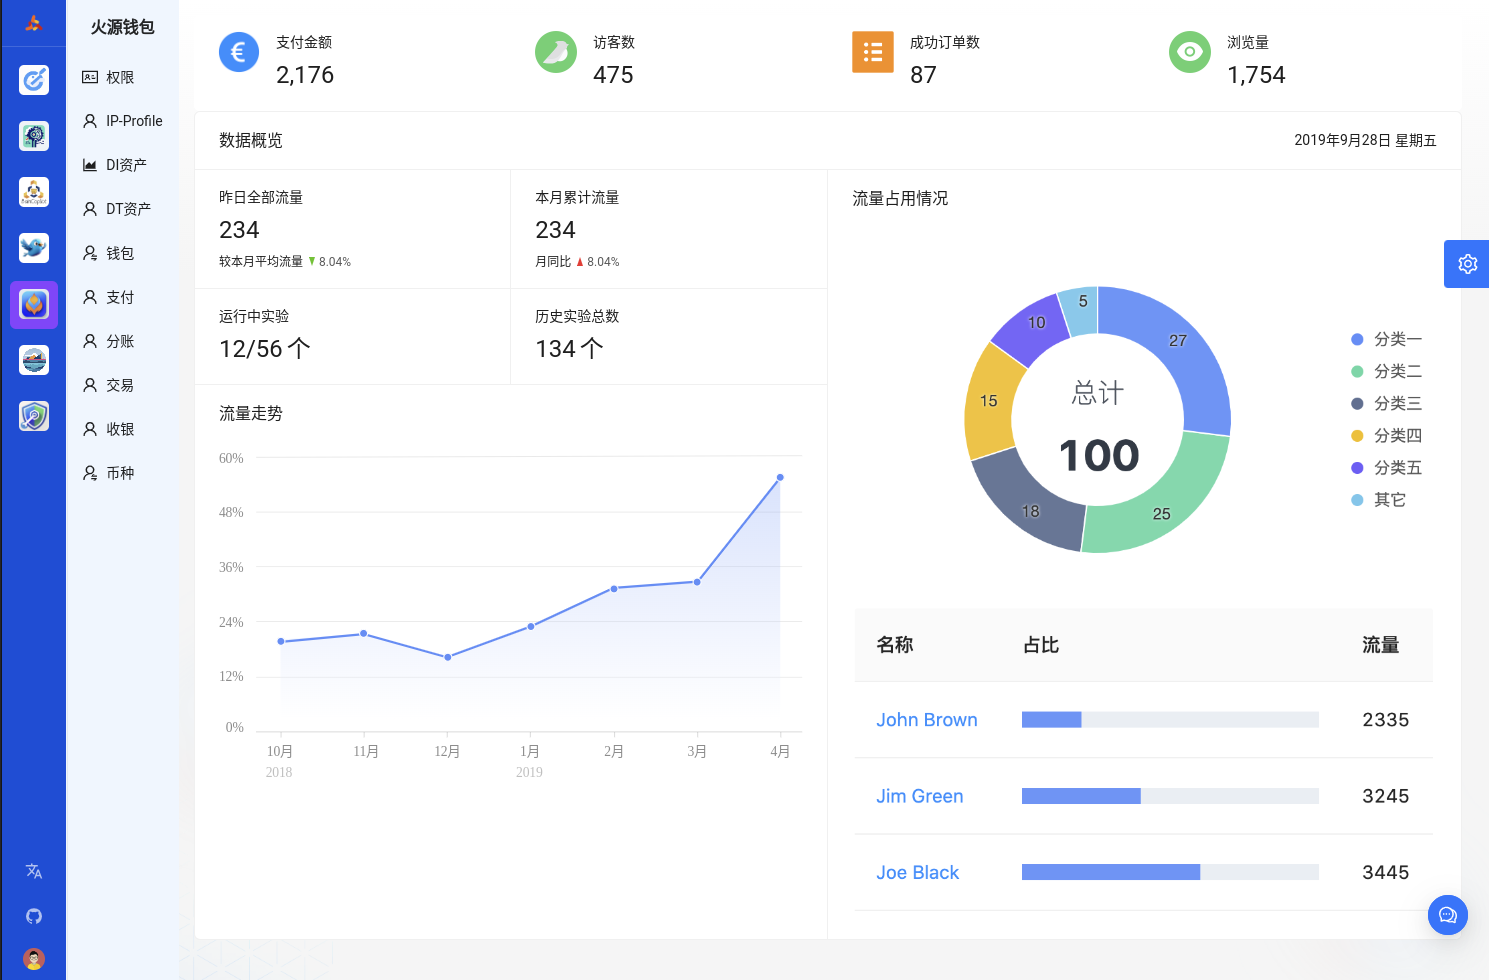 火源钱包
权限
IP-Profile
DI资产
DT资产
钱包
支付
分账
交易
收银
币种
支付金额
2,176
访客数
475
成功订单数
87
浏览量
1,754
数据概览
2019年9月28日 星期五
昨日全部流量
234
较本月平均流量 8.04%
本月累计流量
234
月同比 8.04%
运行中实验
12/56 个
历史实验总数
134 个
流量走势
60%
48%
36%
24%
12%
0%
10月 11月 12月 1月 2月 3月 4月
2018 2019
流量占用情况
5
10
27
15
18
25
总计
100
分类一
分类二
分类三
分类四
分类五
其它
名称 占比 流量
John Brown 2335
Jim Green 3245
Joe Black 3445